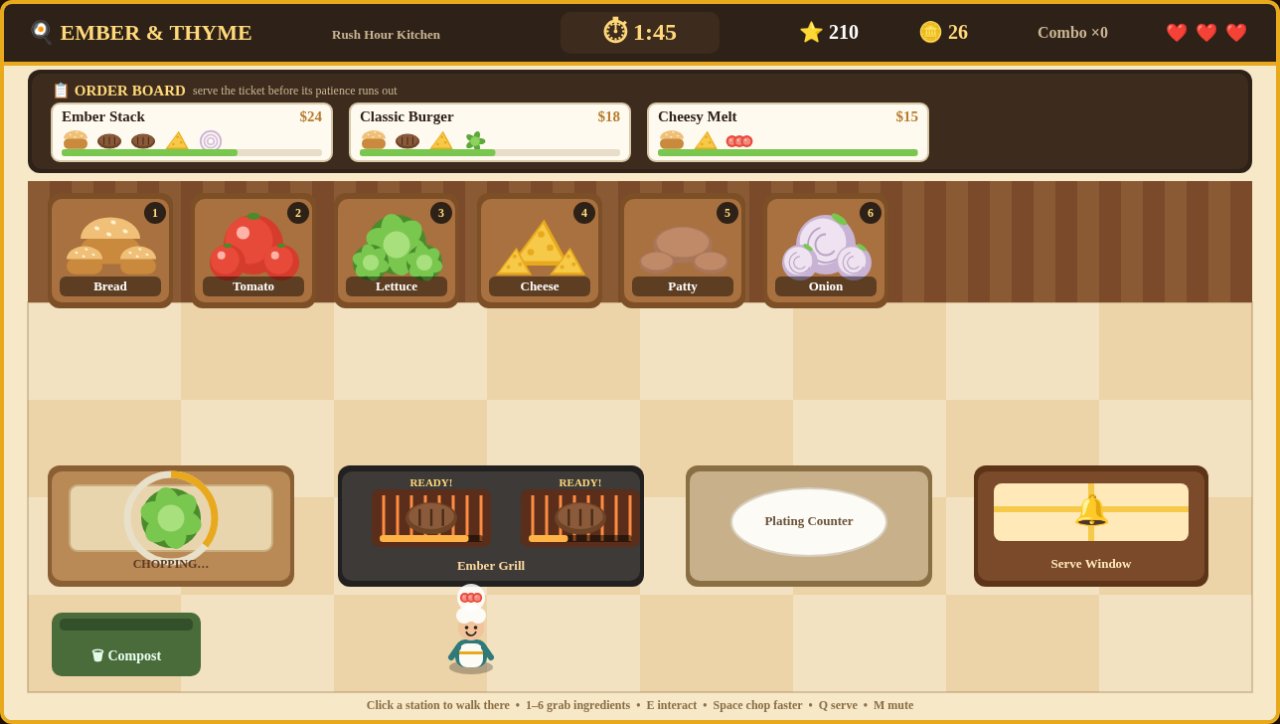 EMBER & THYME
Rush Hour Kitchen
1:45
210
26
Combo ×0
ORDER BOARD serve the ticket before its patience runs out
Ember Stack $24
Classic Burger $18
Cheesy Melt $15
1
2
3
4
5
6
Bread
Tomato
Lettuce
Cheese
Patty
Onion
CHOPPING…
READY!
READY!
Ember Grill
Plating Counter
Serve Window
Compost
Click a station to walk there • 1–6 grab ingredients • E interact • Space chop faster • Q serve • M mute